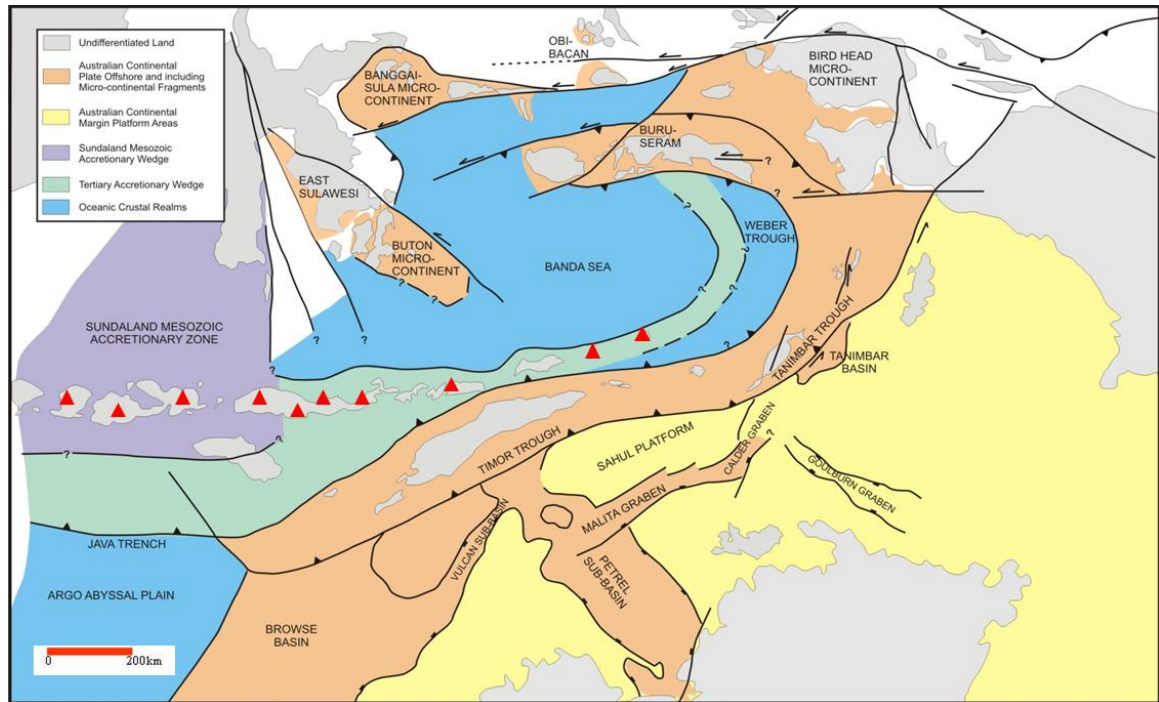 Undifferentiated Land
Australian Continental
Plate Offshore and including
Micro-continental Fragments
Australian Continental
Margin Platform Areas
Sundaland Mesozoic
Accretionary Wedge
Tertiary Accretionary Wedge
Oceanic Crustal Realms
OBI-
BACAN
BIRD HEAD
MICRO-
CONTINENT
BANGGAI-
SULA MICRO-
CONTINENT
BURU-
SERAM
?
EAST
SULAWESI
BUTON
MICRO-
CONTINENT
?
?
?
?
?
WEBER
TROUGH
?
?
BANDA SEA
?
?
?
SUNDALAND MESOZOIC
ACCRETIONARY ZONE
?
TANIMBAR TROUGH
TANIMBAR
BASIN
?
?
TIMOR TROUGH
SAHUL PLATFORM
CALDER GRABEN
?
GOULBURN GRABEN
MALITA GRABEN
VULCAN SUB-BASIN
PETREL
SUB-BASIN
JAVA TRENCH
ARGO ABYSSAL PLAIN
BROWSE
BASIN
0 200km